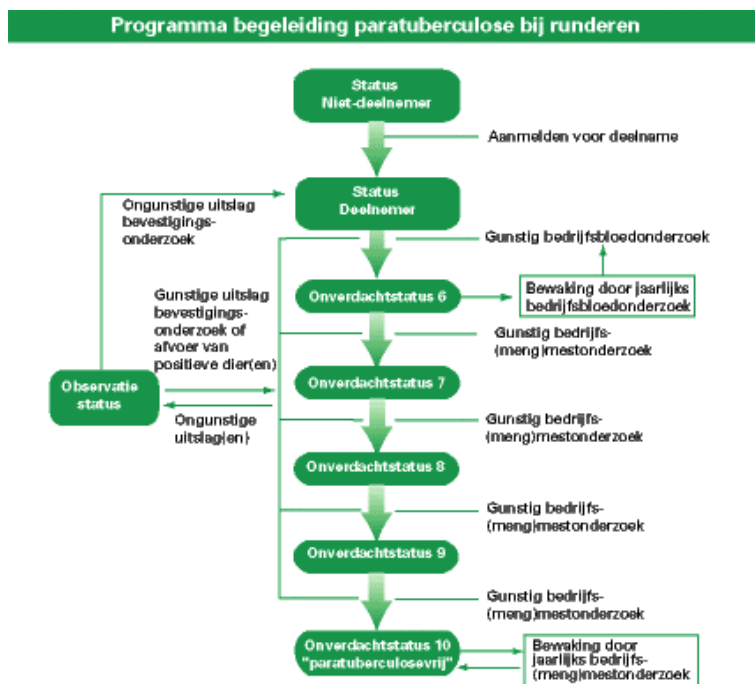 Programma begeleiding paratuberculose bij runderen
Status
Niet-deelnemer
Aanmelden voor deelname
Status
Deelnemer
Ongunstige uitslag
bevestigings-
onderzoek
Gunstig bedrijfsbloedonderzoek
Onverdachtstatus 6
Bewaking door jaarlijks
bedrijfsbloedonderzoek
Gunstige uitslag
bevestigings-
onderzoek of
afvoer van
positieve dier(en)
Gunstig bedrijfs-
(meng)mestonderzoek
Observatie
status
Onverdachtstatus 7
Ongunstige
uitslag(en)
Gunstig bedrijfs-
(meng)mestonderzoek
Onverdachtstatus 8
Gunstig bedrijfs-
(meng)mestonderzoek
Onverdachtstatus 9
Gunstig bedrijfs-
(meng)mestonderzoek
Onverdachtstatus 10
"paratuberculosevrij"
Bewaking door
jaarlijks bedrijfs-
(meng)mestonderzoek